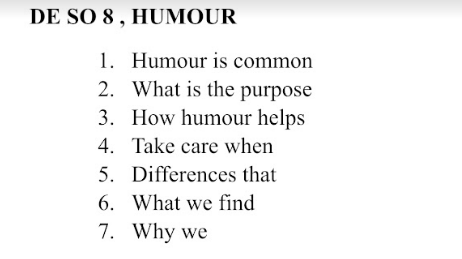 DE SO 8 , HUMOUR
1. Humour is common
2. What is the purpose
3. How humour helps
4. Take care when
5. Differences that
6. What we find
7. Why we